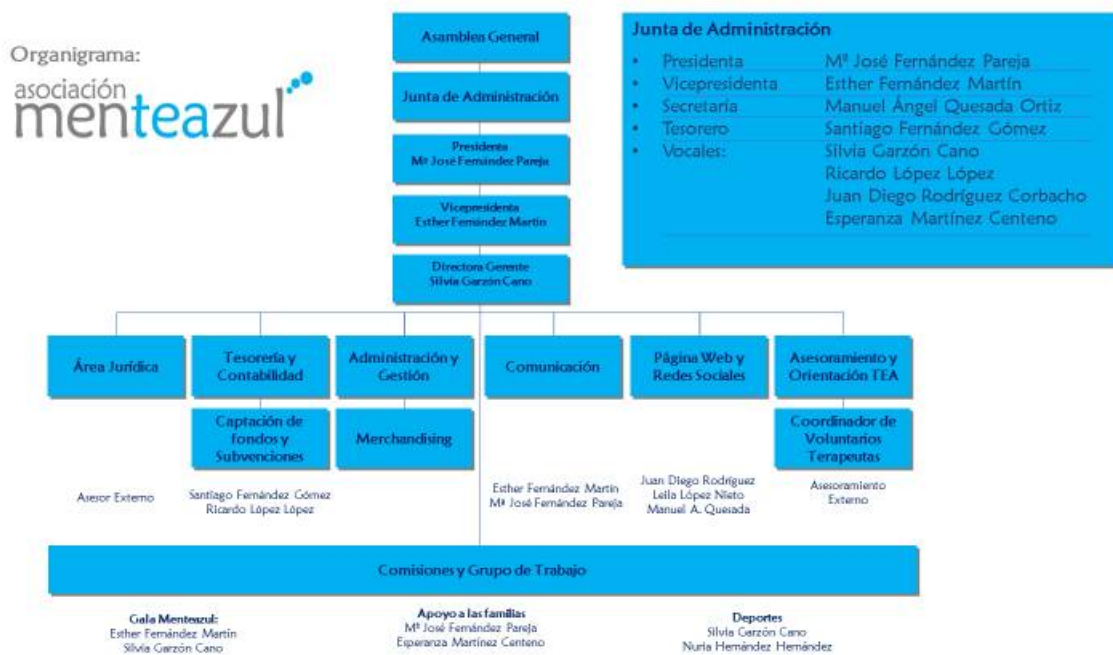 Organigrama:
asociación
menteazul
Asamblea General
Junta de Administración
Presidenta
Mª José Fernández Pareja
Vicepresidenta
Esther Fernández Martín
Directora Gerente
Silvia Garzón Cano
Junta de Administración
• Presidenta Mª José Fernández Pareja
• Vicepresidenta Esther Fernández Martín
• Secretaría Manuel Ángel Quesada Ortiz
• Tesorero Santiago Fernández Gómez
• Vocales: Silvia Garzón Cano
Ricardo López López
Juan Diego Rodríguez Corbacho
Esperanza Martínez Centeno
Área Jurídica
Tesorería y
Contabilidad
Administración y
Gestión
Comunicación
Página Web y
Redes Sociales
Asesoramiento y
Orientación TEA
Captación de
fondos y
Subvenciones
Merchandising
Coordinador de
Voluntarios
Terapeutas
Asesor Externo
Santiago Fernández Gómez
Ricardo López López
Esther Fernández Martín
Mª José Fernández Pareja
Juan Diego Rodríguez
Leila López Nieto
Manuel A. Quesada
Asesoramiento
Externo
Comisiones y Grupo de Trabajo
Gala Menteazul:
Esther Fernández Martín
Silvia Garzón Cano
Apoyo a las familias
Mª José Fernández Pareja
Esperanza Martínez Centeno
Deportes
Silvia Garzón Cano
Nuria Hernández Hernández